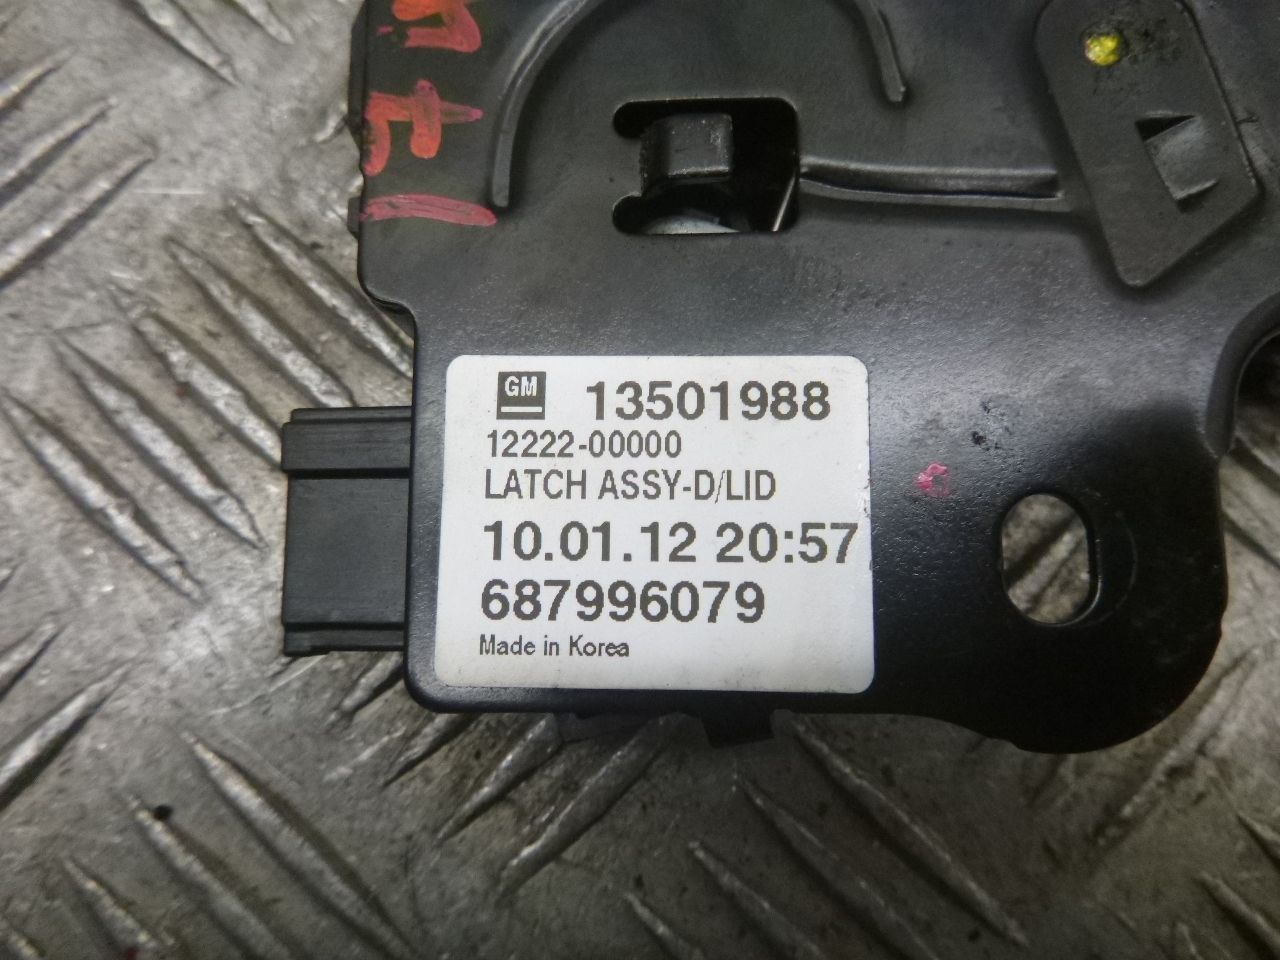 GM 13501988
12222-00000
LATCH ASSY-D/LID
10.01.12 20:57
687996079
Made in Korea